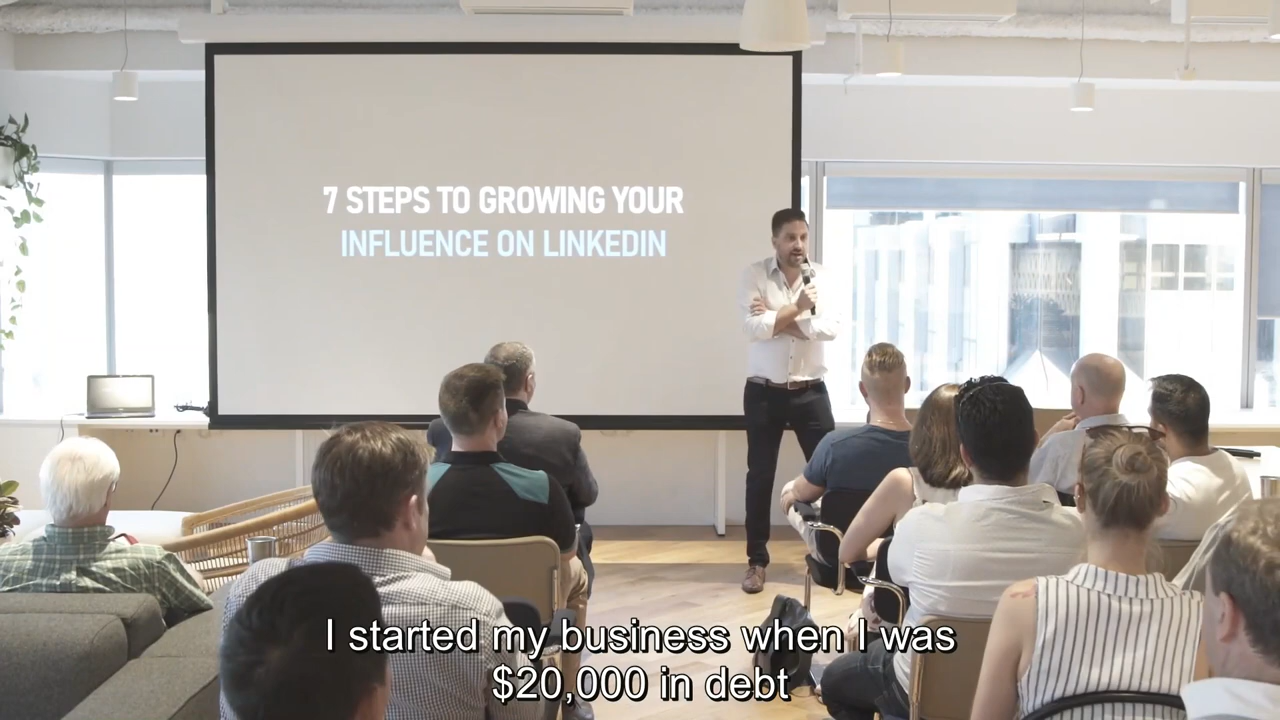 7 STEPS TO GROWING YOUR
INFLUENCE ON LINKEDIN
I started my business when I was
$20,000 in debt